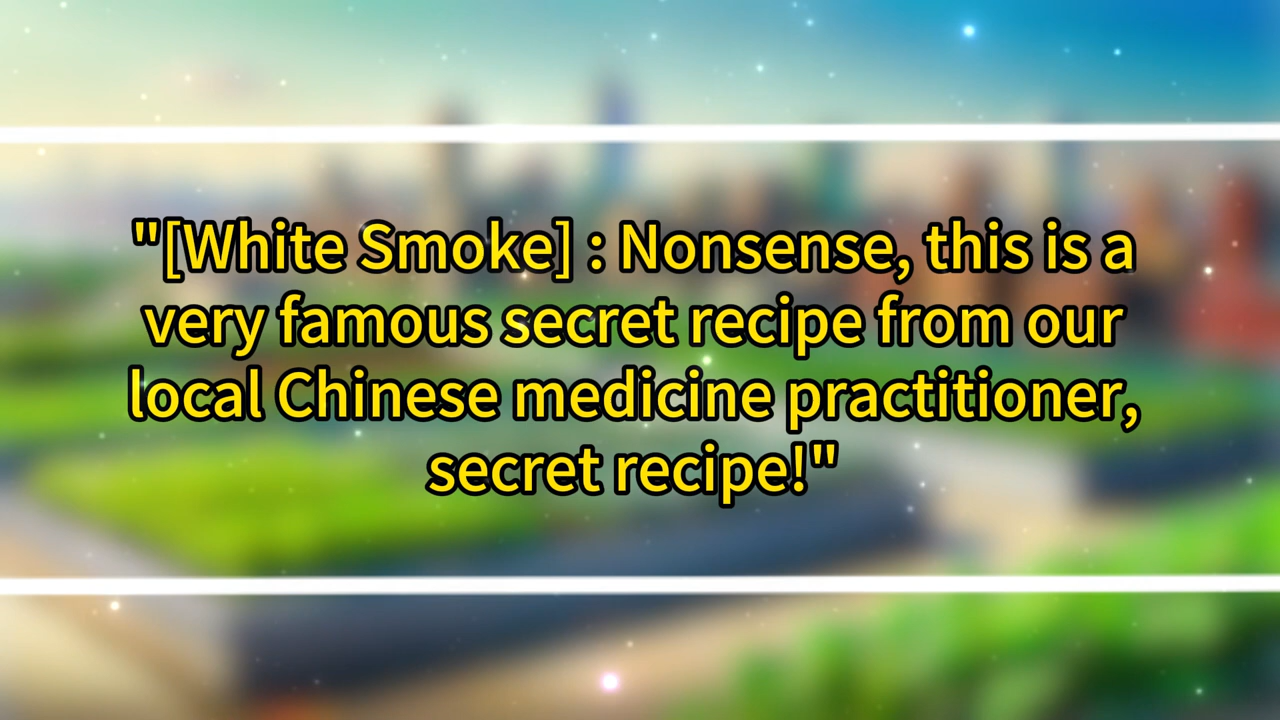 "[White Smoke] : Nonsense, this is a
very famous secret recipe from our
local Chinese medicine practitioner,
secret recipe!"